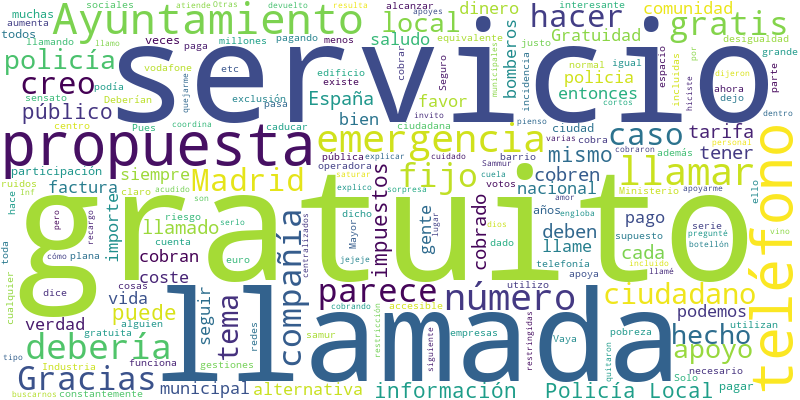 muchas
sociales
atiende
Otras
devuelto
resulta
alcanzar
apoyes
interesante
aumenta
Ayuntamiento
local
dinero
hacer
comunidad
gratis
todos
llamando
llamo
pagando
menos
equivalente
desigualdad
policía
veces
millones
saludo
Gratuidad
vodafone
edificio
cobrar
justo
normal
igual
por
grande
creo
podía
paga
etc
existe
Seguro
bomberos
policia
incluidas
dijeron
parte
sensato
quejarme
exclusión
pasa
España
favor
municipales
incidencia
espacio
ahora
dejo
público
Deberían
caducar
bien
invito
entonces
cortos
hiciste
dentro
servicio
centro
Pues
coordina
ciudadana
pienso
varias
cobra
propuesta
emergencia
caso
tarifa
participación
siempre
pública
explicar
cuidado
Sammur
ciudad
cobraron
además
personal
operadora
saturar
cuela
barrio
mismo
tener
ruidos
Inf
factura
Madrid
explico
sorpresa
votos
fijo
cobren
llamar
Ministerio
apoyarme
hace
claro
acudido
son
impuestos
nacional
ello
gratuito
pero
recargo
importe
riesgo
serlo
dicho
amor
años
engloba
pago
serie
pregunté
vino
toda
llamado
compañía
Mayor
gente
lugar
dios
deben
supuesto
botellón
cómo
plana
cuenta
centralizados
cobrado
dado
llame
cada
telefonía
teléfono
cobran
euro
jejeje
apoya
incluido
llamé
cualquier
dice
coste
cosas
cobrando
parece
utilizo
número
ciudadano
vida
puede
tema
seguir
restricción
accesible
verdad
alguien
redes
samur
siguiente
empresas
Vaya
restringidas
pobreza
podemos
utilizan
debería
gratuita
funciona
gestiones
quitaron
hecho
apoyo
Solo
necesario
tipo
Industria
llamada
Gracias
municipal
alternativa
información
Policía Local
pagar
buscarnos
constantemente